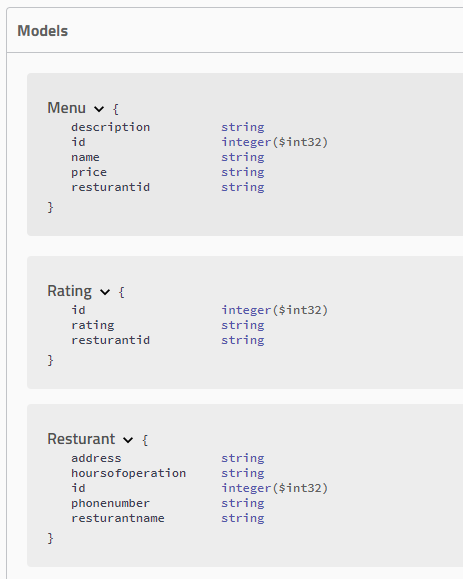 Models
Menu {
description string
id integer($int32)
name string
price string
resturantid string
}
Rating {
id integer($int32)
rating string
resturantid string
}
Resturant {
address string
hoursofoperation string
id integer($int32)
phonenumber string
resturantname string
}